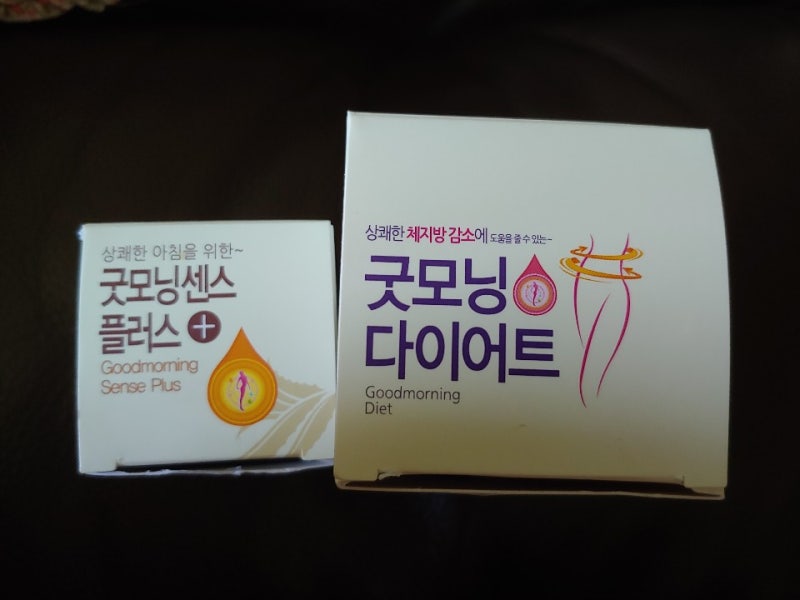 상쾌한 아침을 위한~
굿모닝센스
플러스 +
Goodmorning
Sense Plus
상쾌한 체지방 감소에 도움을 줄 수 있는~
굿모닝
다이어트
Goodmorning
Diet